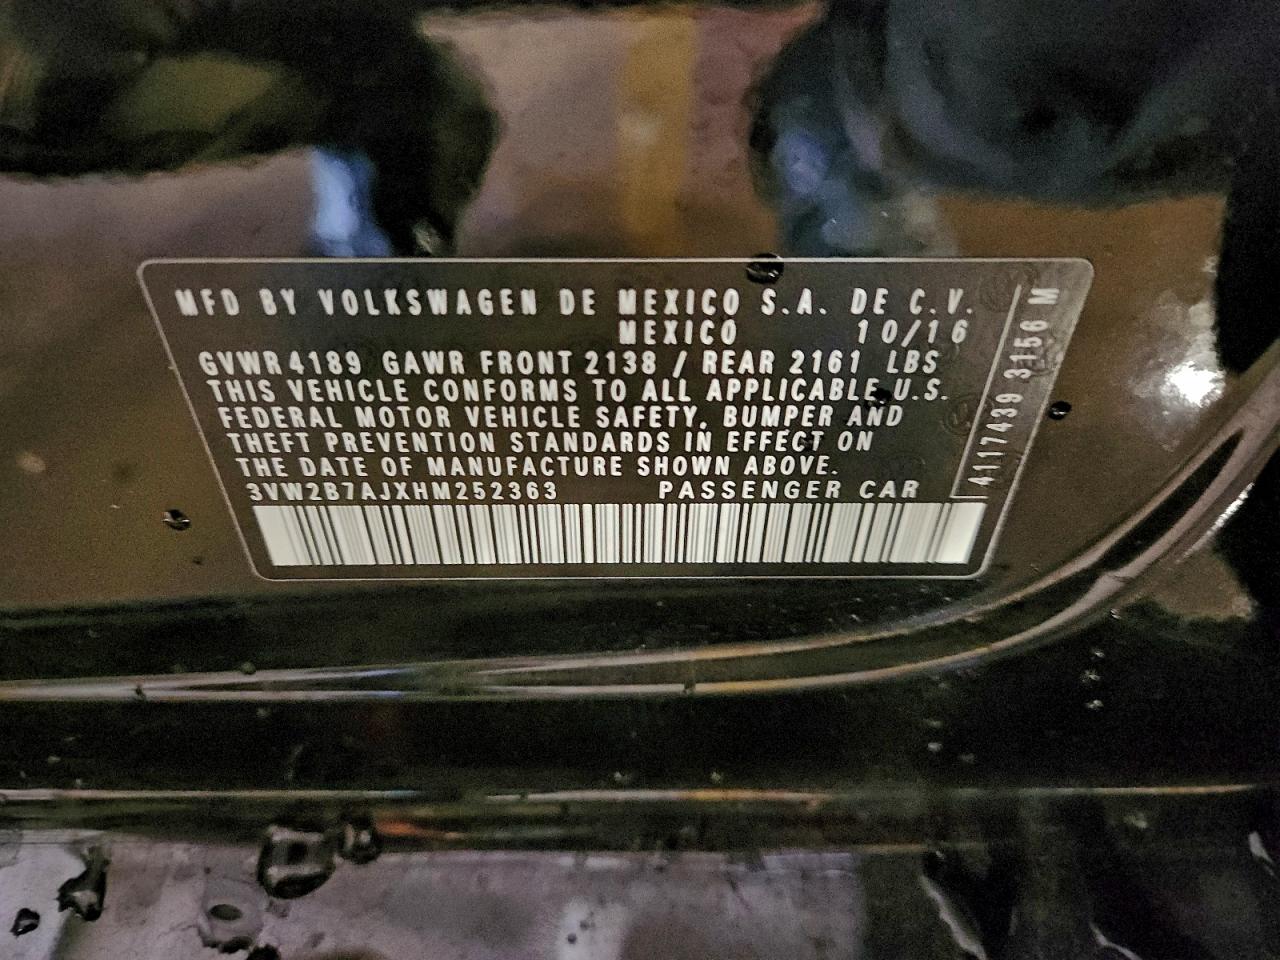 MFD BY VOLKSWAGEN DE MEXICO S.A. DE C.V.
MEXICO 10/16
GVWR 4189 GAWR FRONT 2138 / REAR 2161 LBS
THIS VEHICLE CONFORMS TO ALL APPLICABLE U.S.
FEDERAL MOTOR VEHICLE SAFETY, BUMPER AND
THEFT PREVENTION STANDARDS IN EFFECT ON
THE DATE OF MANUFACTURE SHOWN ABOVE.
3VW2B7AJXHM252363 PASSENGER CAR
4117439 3156 M